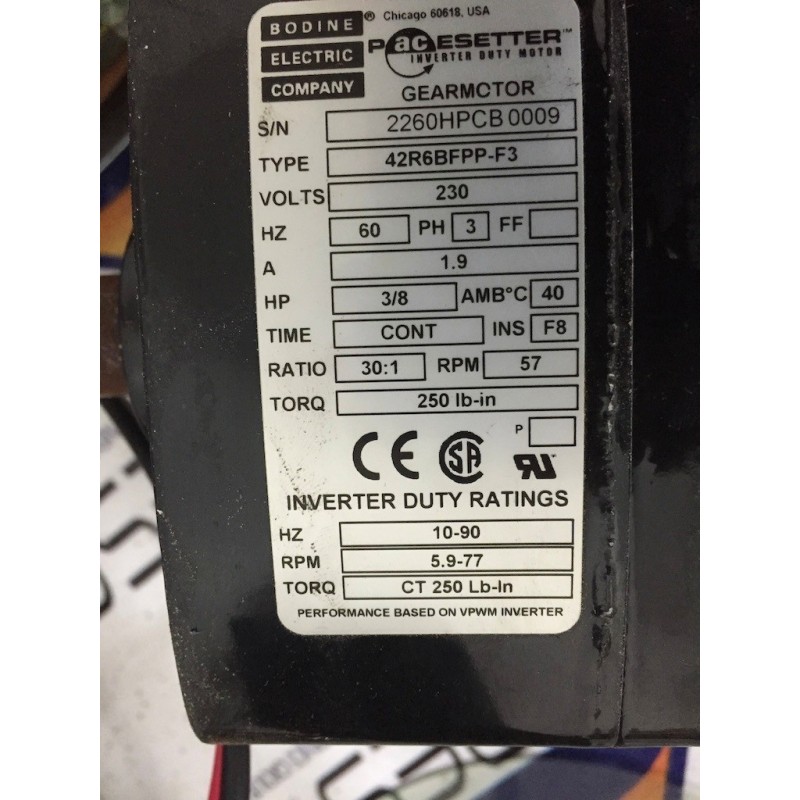 BODINE ® Chicago 60618, USA
ELECTRIC PacESETTER™
INVERTER DUTY MOTOR
COMPANY GEARMOTOR
S/N 2260HPCB 0009
TYPE 42R6BFPP-F3
VOLTS 230
HZ 60 PH 3 FF
A 1.9
HP 3/8 AMB°C 40
TIME CONT INS F8
RATIO 30:1 RPM 57
TORQ 250 lb-in
P
CE SA RU
INVERTER DUTY RATINGS
HZ 10-90
RPM 5.9-77
TORQ CT 250 Lb-In
PERFORMANCE BASED ON VPWM INVERTER